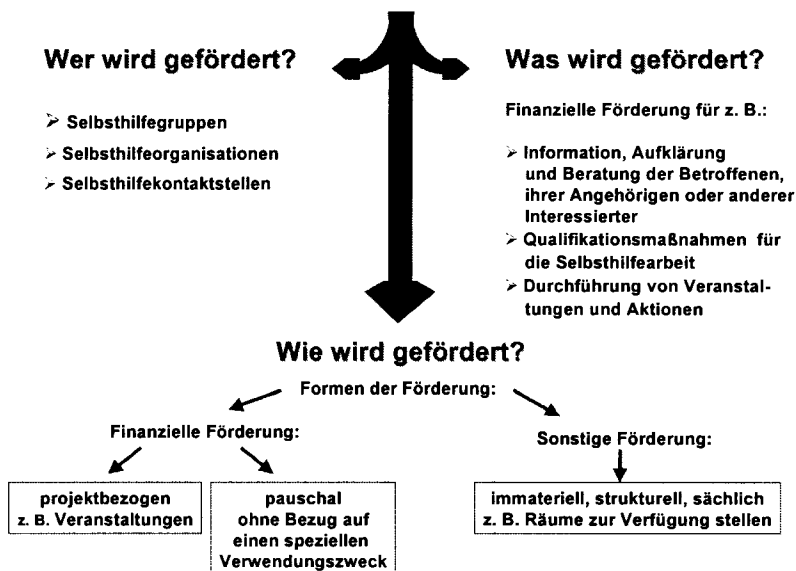 Wer wird gefördert?
➢ Selbsthilfegruppen
➢ Selbsthilfeorganisationen
➢ Selbsthilfekontaktstellen
Was wird gefördert?
Finanzielle Förderung für z. B.:
➢ Information, Aufklärung
und Beratung der Betroffenen,
ihrer Angehörigen oder anderer
Interessierter
➢ Qualifikationsmaßnahmen für
die Selbsthilfearbeit
➢ Durchführung von Veranstal-
tungen und Aktionen
Wie wird gefördert?
Formen der Förderung:
Finanzielle Förderung:
projektbezogen
z. B. Veranstaltungen
pauschal
ohne Bezug auf
einen speziellen
Verwendungszweck
Sonstige Förderung:
immateriell, strukturell, sächlich
z. B. Räume zur Verfügung stellen